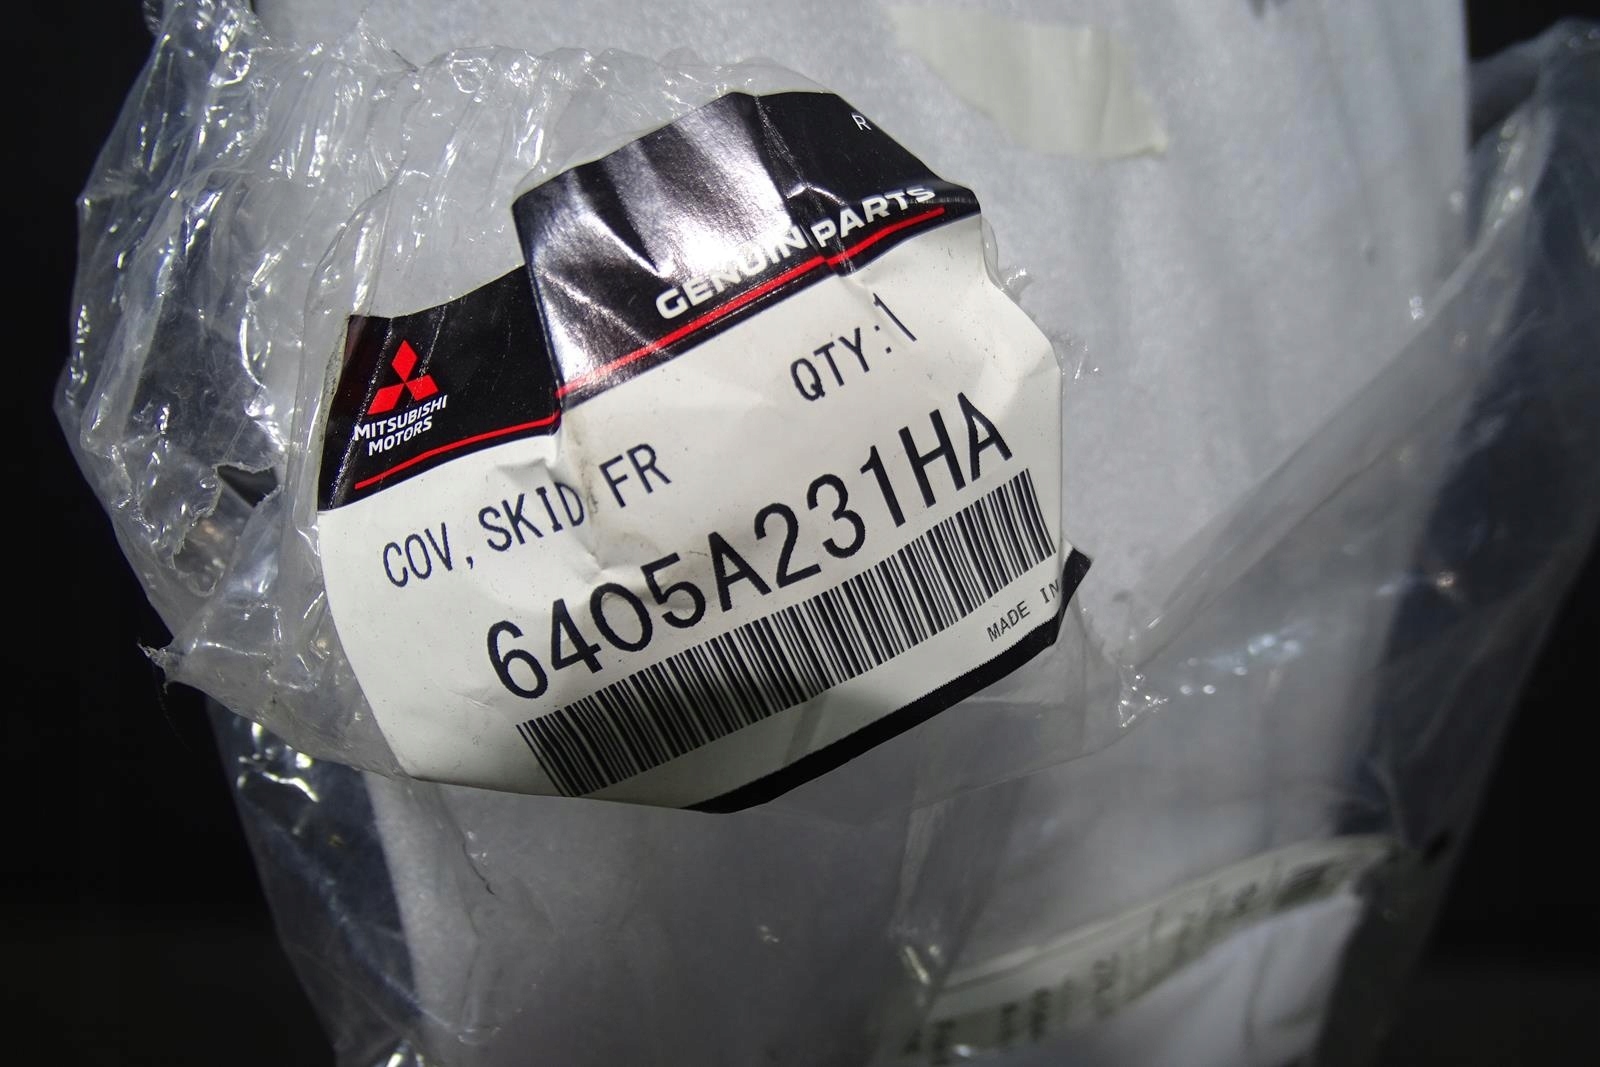 R
GENUIN PARTS
MITSUBISHI
MOTORS
QTY:1
COV, SKID FR
6405A231HA
MADE IN